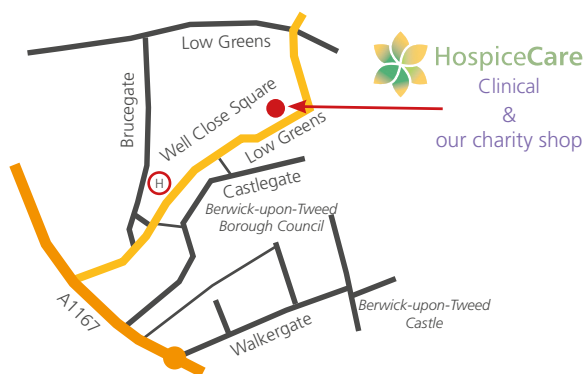 Low Greens
HospiceCare
Clinical
&
our charity shop
Brucegate
Well Close Square
Low Greens
H
Castlegate
Berwick-upon-Tweed
Borough Council
A1167
Walkergate
Berwick-upon-Tweed
Castle